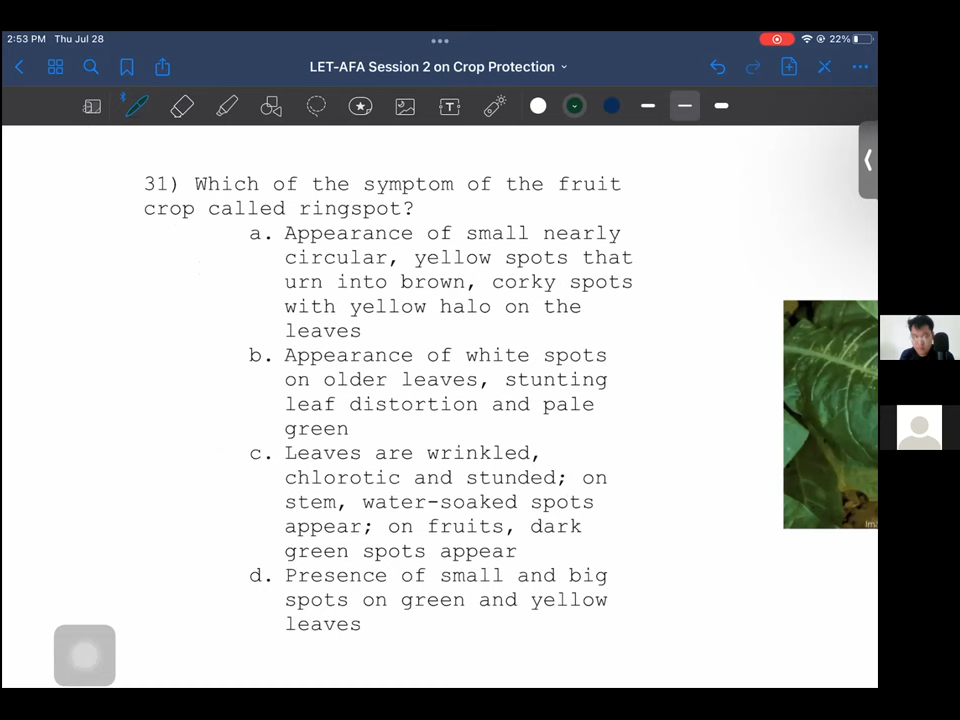 2:53 PM Thu Jul 28
22%
LET-AFA Session 2 on Crop Protection
T
31) Which of the symptom of the fruit
crop called ringspot?
a. Appearance of small nearly
circular, yellow spots that
urn into brown, corky spots
with yellow halo on the
leaves
b. Appearance of white spots
on older leaves, stunting
leaf distortion and pale
green
c. Leaves are wrinkled,
chlorotic and stunded; on
stem, water-soaked spots
appear; on fruits, dark
green spots appear
d. Presence of small and big
spots on green and yellow
leaves